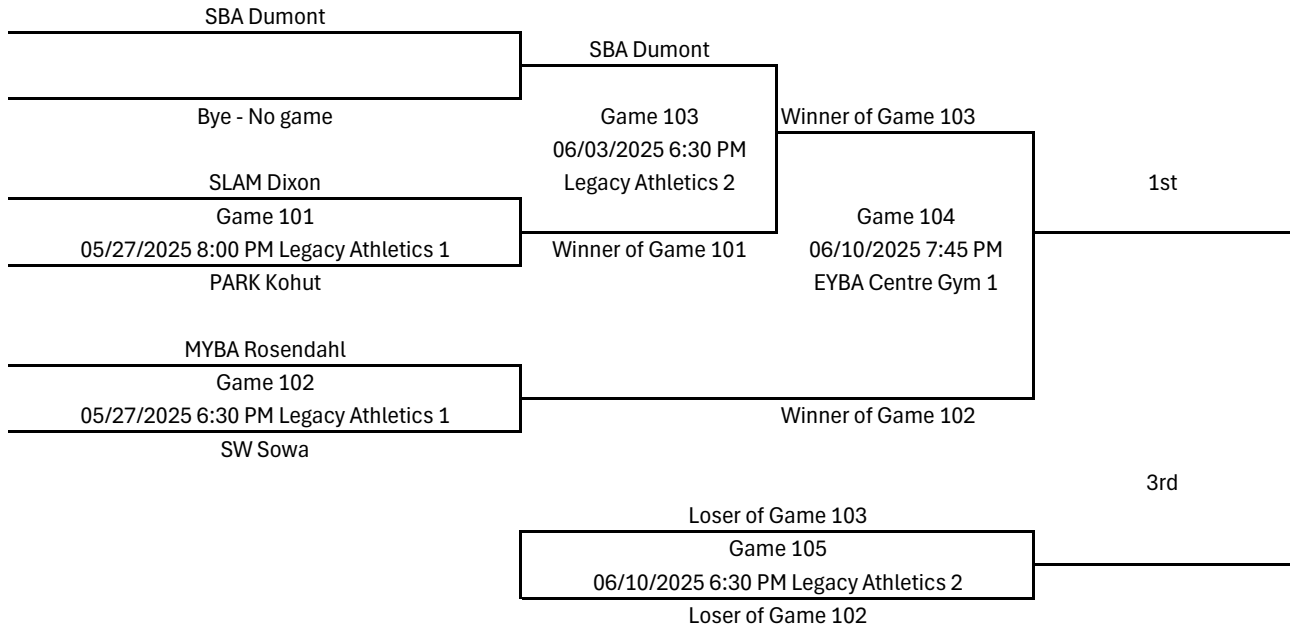 SBA Dumont
SBA Dumont
Bye - No game
Game 103
Winner of Game 103
06/03/2025 6:30 PM
SLAM Dixon
Legacy Athletics 2
1st
Game 101
Game 104
05/27/2025 8:00 PM Legacy Athletics 1
Winner of Game 101
06/10/2025 7:45 PM
PARK Kohut
EYBA Centre Gym 1
MYBA Rosendahl
Game 102
05/27/2025 6:30 PM Legacy Athletics 1
Winner of Game 102
SW Sowa
3rd
Loser of Game 103
Game 105
06/10/2025 6:30 PM Legacy Athletics 2
Loser of Game 102